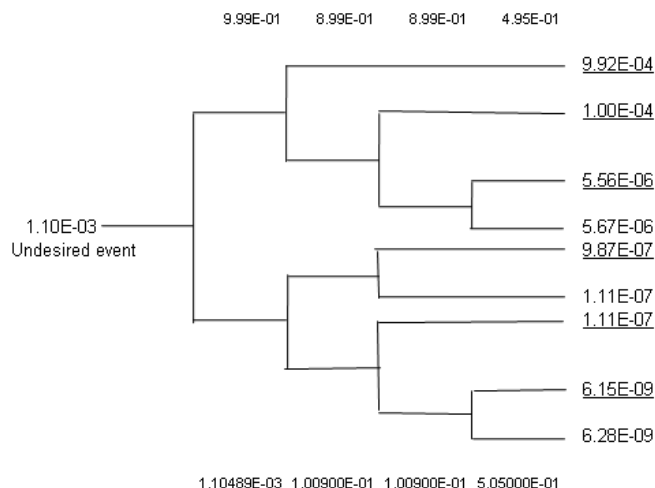 9.99E-01 8.99E-01 8.99E-01 4.95E-01
9.92E-04
1.00E-04
5.56E-06
1.10E-03
5.67E-06
Undesired event
9.87E-07
1.11E-07
1.11E-07
6.15E-09
6.28E-09
1.10489E-03 1.00900E-01 1.00900E-01 5.05000E-01